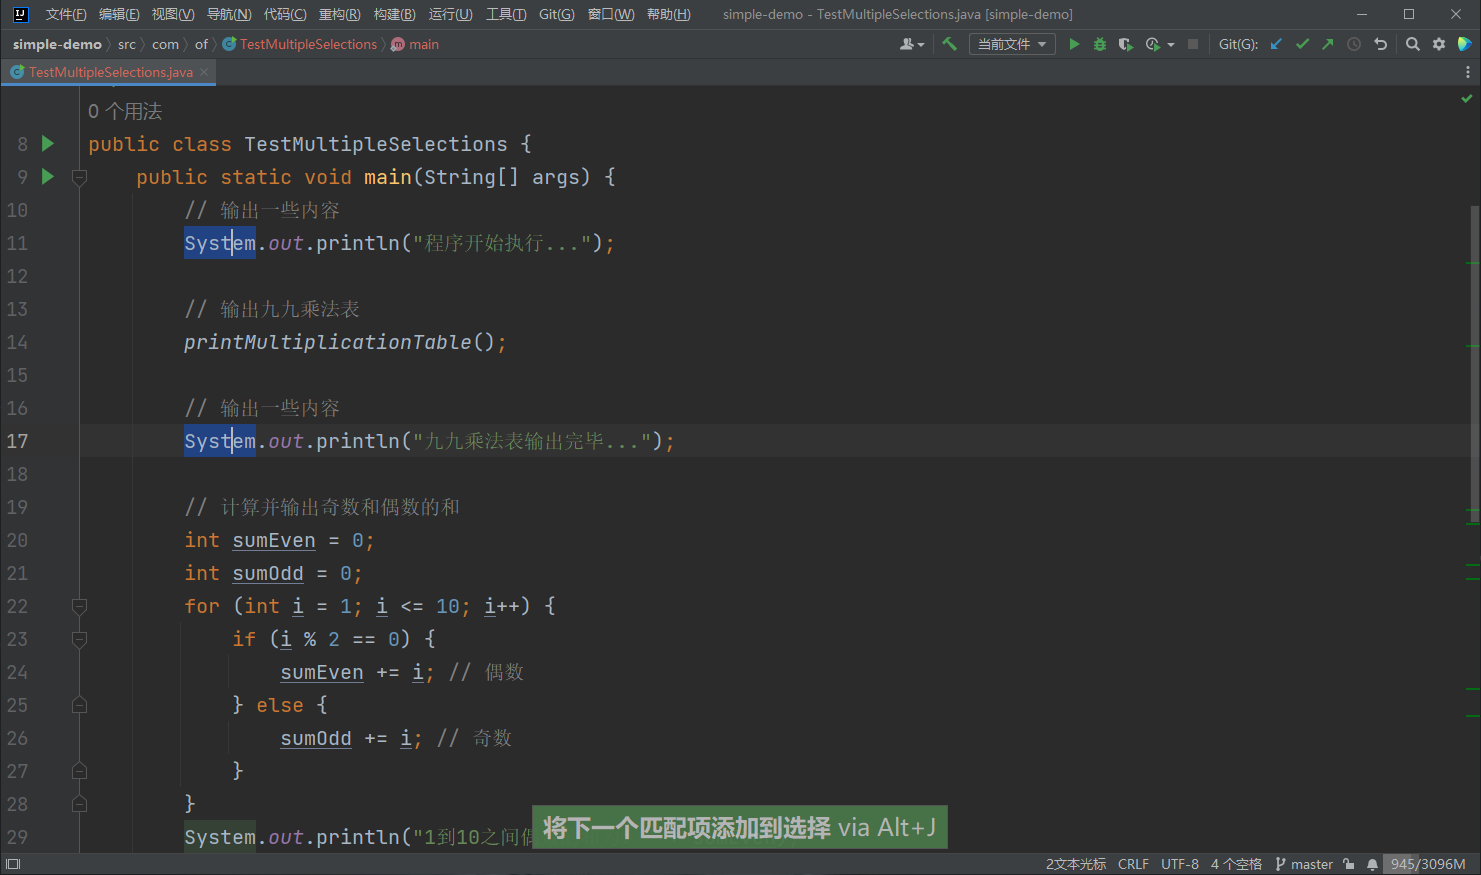 文件(F) 编辑(E) 视图(V) 导航(N) 代码(C) 重构(R) 构建(B) 运行(U) 工具(T) Git(G) 窗口(W) 帮助(H) simple-demo - TestMultipleSelections.java [simple-demo]
simple-demo src com of TestMultipleSelections main 当前文件 Git(G):
TestMultipleSelections.java
0 个用法
8 public class TestMultipleSelections {
9 public static void main(String[] args) {
10 // 输出一些内容
11 System.out.println("程序开始执行...");
12
13 // 输出九九乘法表
14 printMultiplicationTable();
15
16 // 输出一些内容
17 System.out.println("九九乘法表输出完毕...");
18
19 // 计算并输出奇数和偶数的和
20 int sumEven = 0;
21 int sumOdd = 0;
22 for (int i = 1; i <= 10; i++) {
23 if (i % 2 == 0) {
24 sumEven += i; // 偶数
25 } else {
26 sumOdd += i; // 奇数
27 }
28 }
29 System.out.println("1到10之间偶
将下一个匹配项添加到选择 via Alt+J
2文本光标 CRLF UTF-8 4 个空格 master 945/3096M